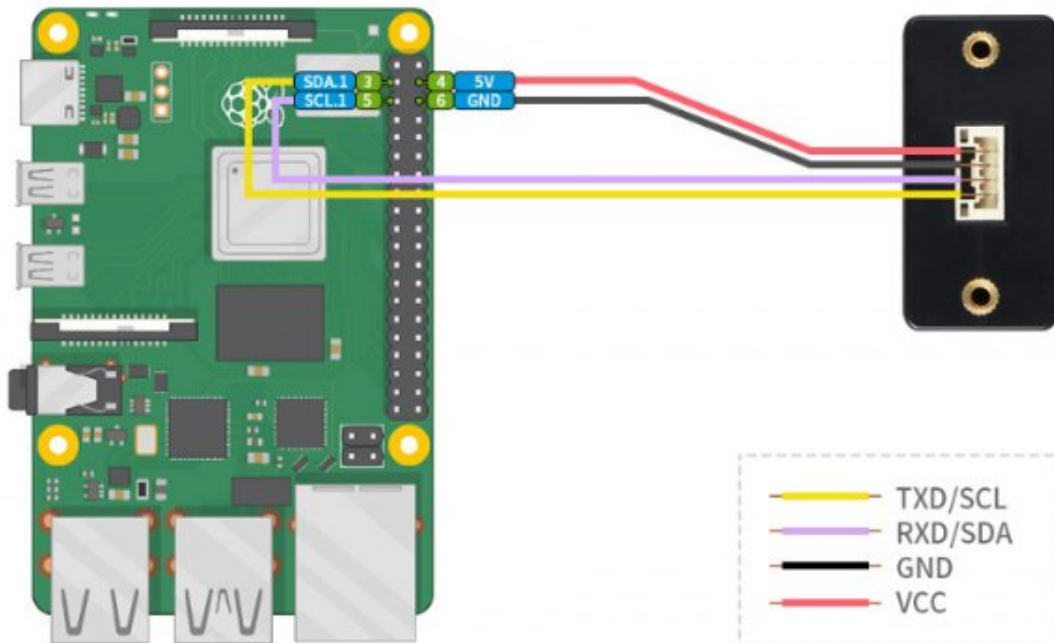 SDA.1 3 4 5V
SCL.1 5 6 GND
TXD/SCL
RXD/SDA
GND
VCC